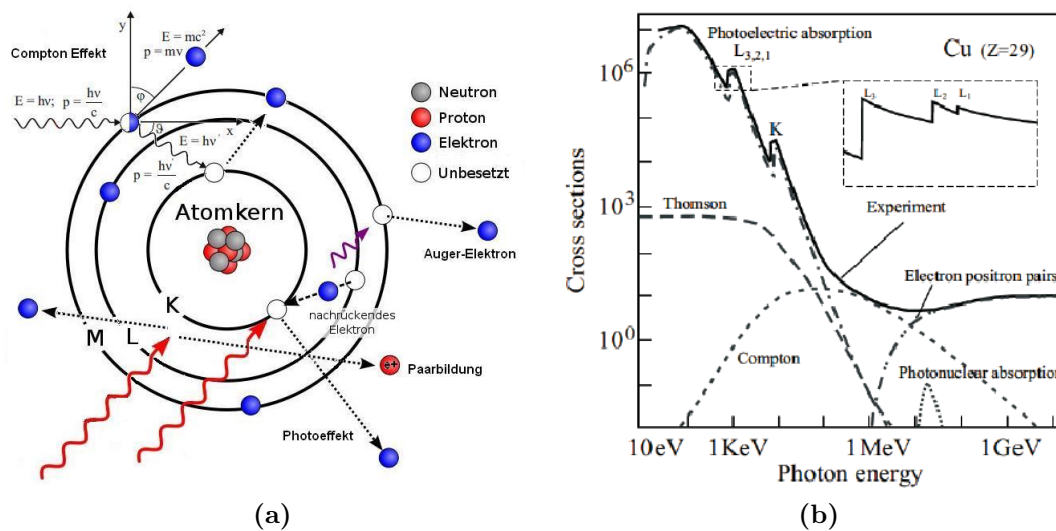 Compton Effekt
y
E = mc²
p = mv
φ
E = hν; p = hν/c
ϑ
x
E = hν'
p = hν'/c
Neutron
Proton
Elektron
Unbesetzt
Atomkern
Auger-Elektron
nachrückendes
Elektron
K
L
M
e+
Paarbildung
Photoeffekt
(a)
Cross sections
10⁶
10³
10⁰
Photoelectric absorption
L₃,₂,₁
Cu (Z=29)
L₃
L₂
L₁
K
Thomson
Experiment
Electron positron pairs
Compton
Photonuclear absorption
10eV
1KeV
1MeV
1GeV
Photon energy
(b)